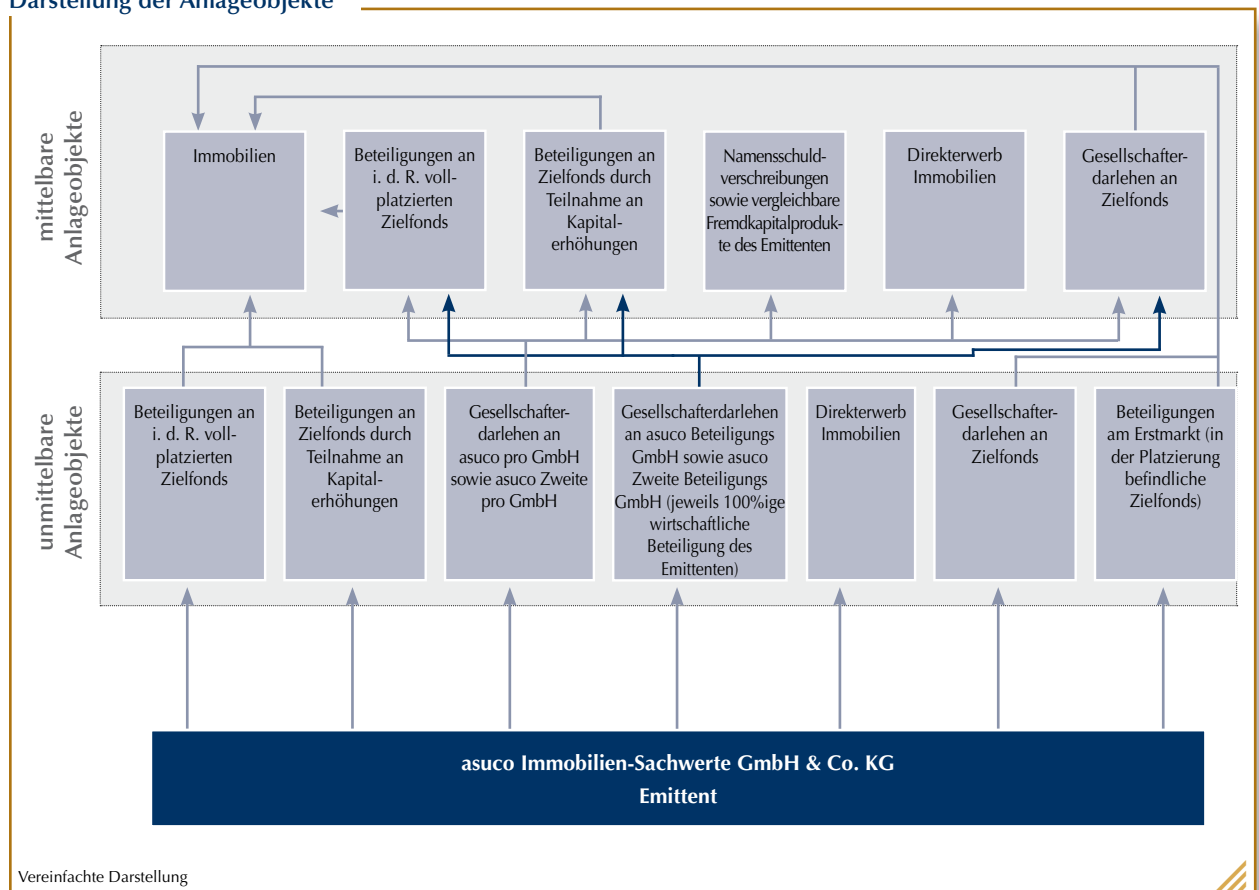 Darstellung der Anlageobjekte
mittelbare
Anlageobjekte
Immobilien
Beteiligungen an
i. d. R. voll-
platzierten
Zielfonds
Beteiligungen an
Zielfonds durch
Teilnahme an
Kapital-
erhöhungen
Namensschuld-
verschreibungen
sowie vergleichbare
Fremdkapitalproduk-
te des Emittenten
Direkterwerb
Immobilien
Gesellschafter-
darlehen an
Zielfonds
unmittelbare
Anlageobjekte
Beteiligungen an
i. d. R. voll-
platzierten
Zielfonds
Beteiligungen an
Zielfonds durch
Teilnahme an
Kapital-
erhöhungen
Gesellschafter-
darlehen an
asuco pro GmbH
sowie asuco Zweite
pro GmbH
Gesellschafterdarlehen
an asuco Beteiligungs
GmbH sowie asuco
Zweite Beteiligungs
GmbH (jeweils 100%ige
wirtschaftliche
Beteiligung des
Emittenten)
Direkterwerb
Immobilien
Gesellschafter-
darlehen an
Zielfonds
Beteiligungen
am Erstmarkt (in
der Platzierung
befindliche
Zielfonds)
asuco Immobilien-Sachwerte GmbH & Co. KG
Emittent
Vereinfachte Darstellung